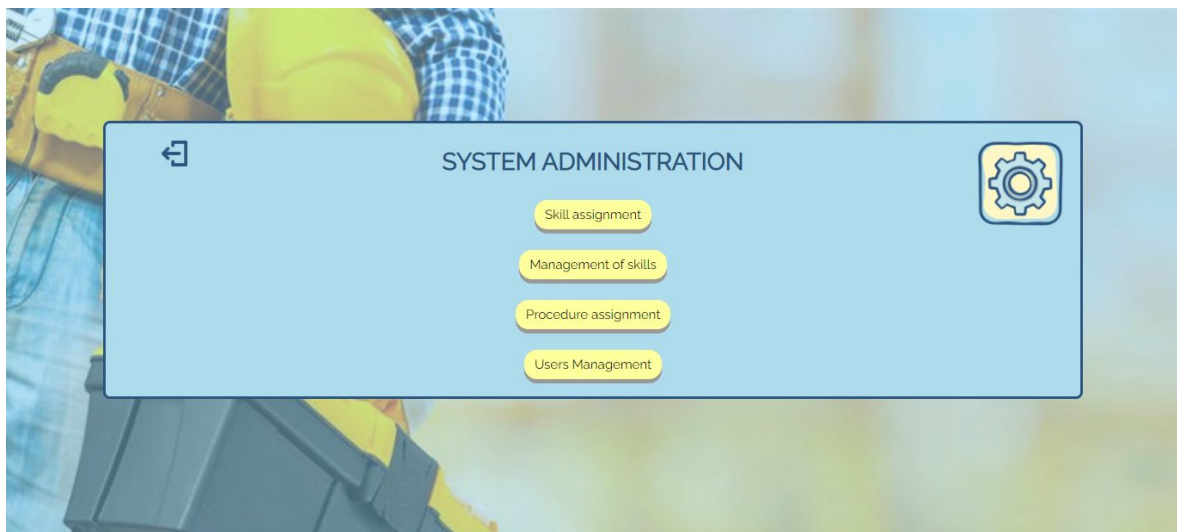 SYSTEM ADMINISTRATION
Skill assignment
Management of skills
Procedure assignment
Users Management